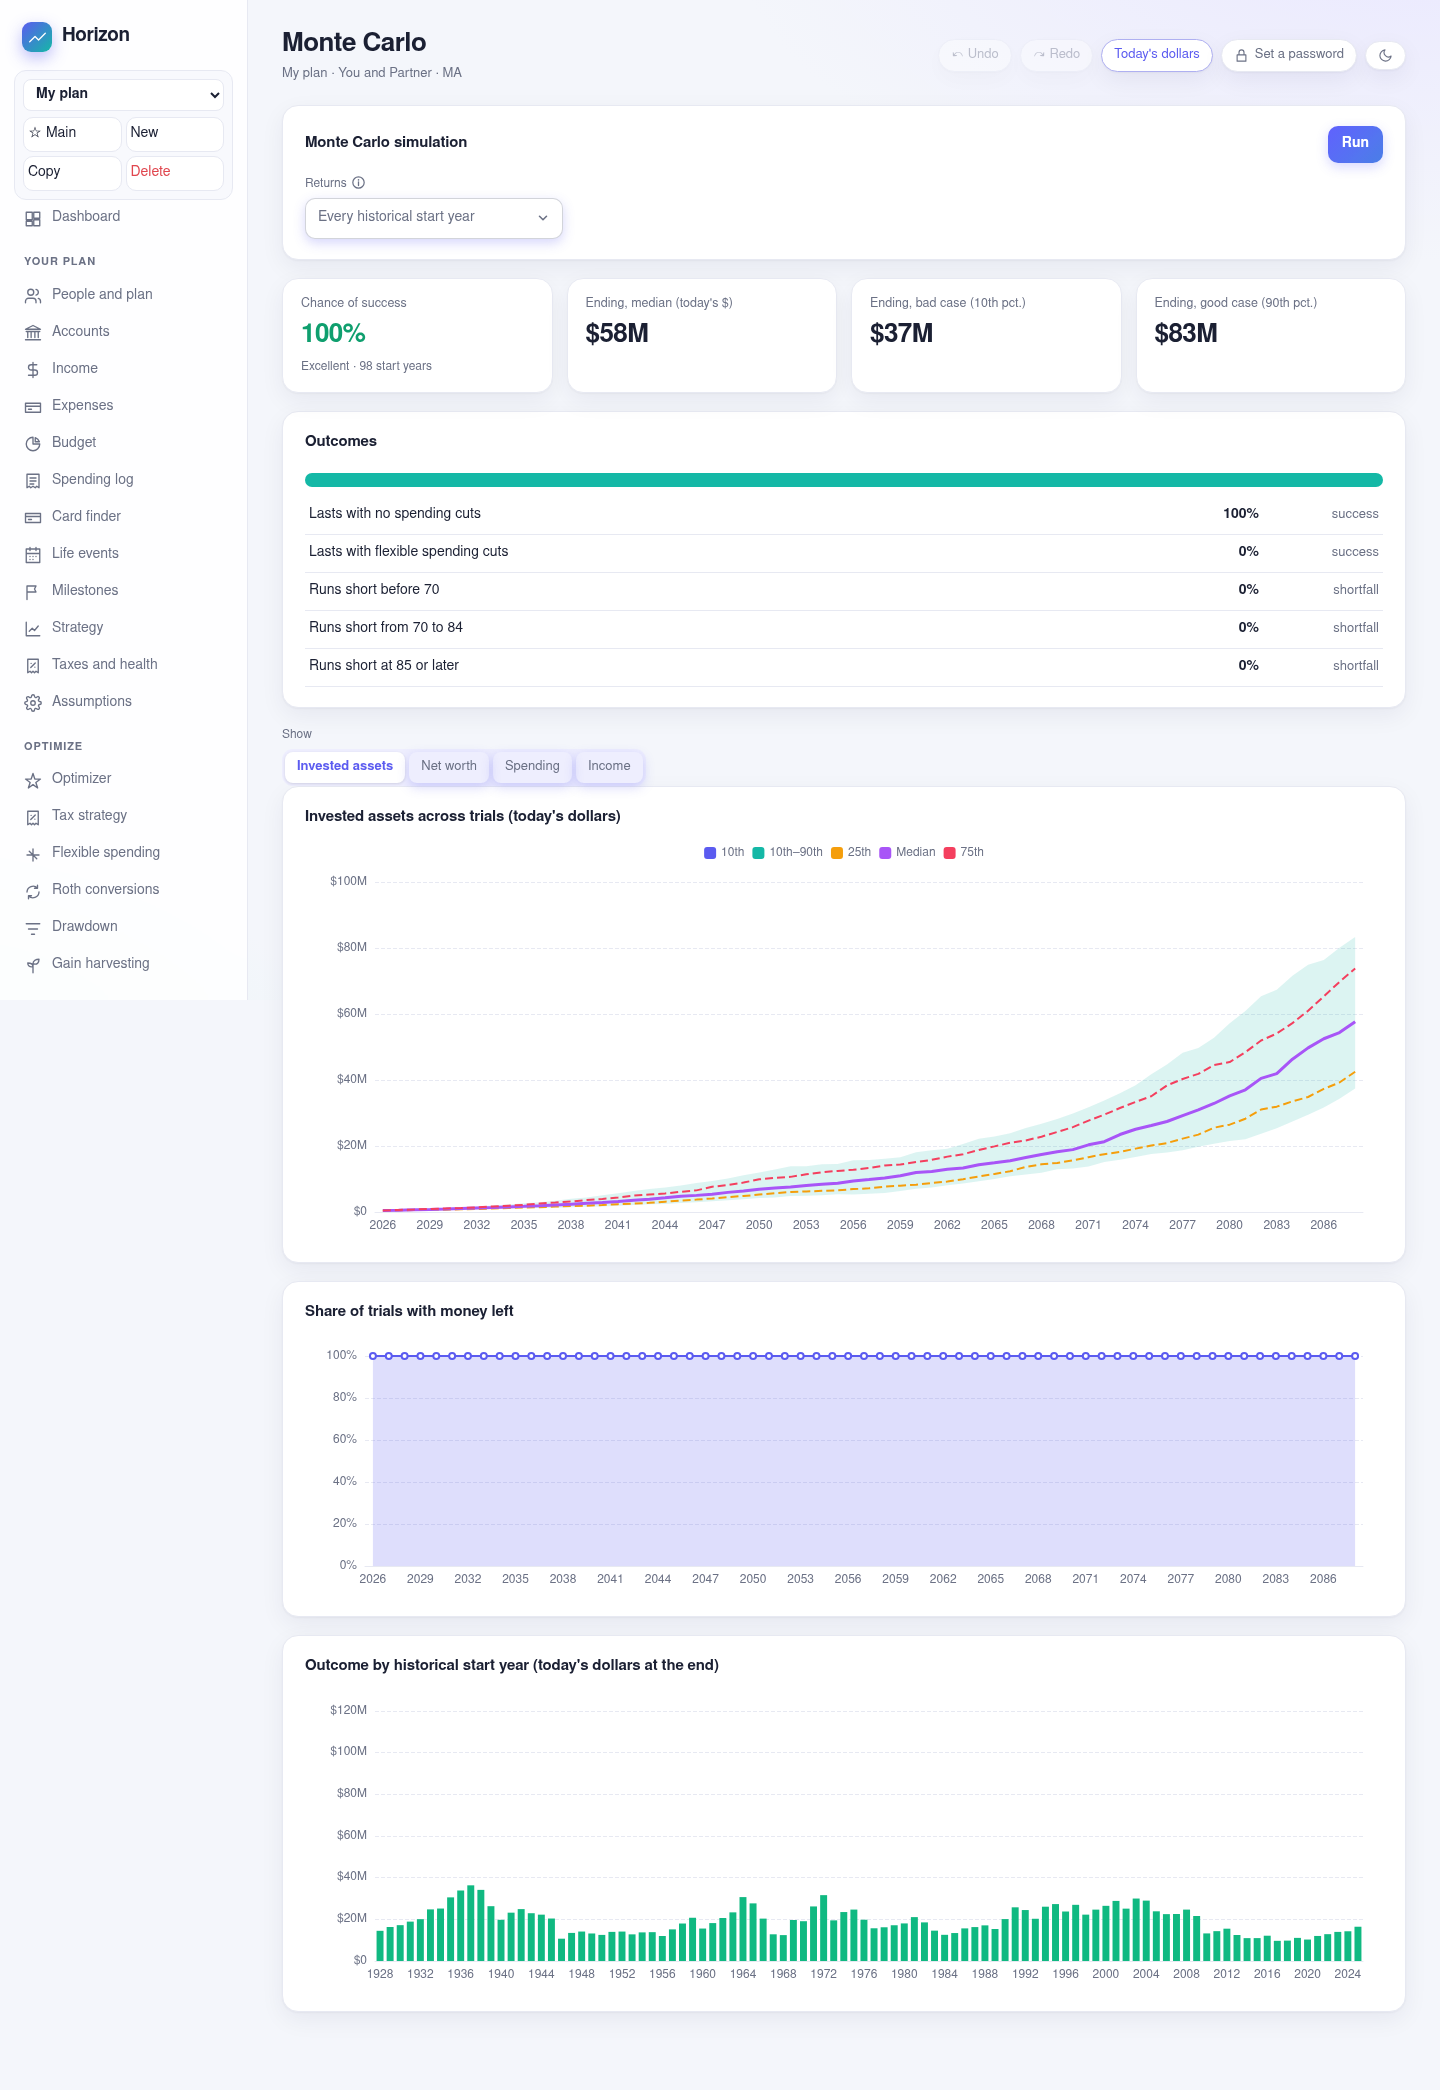 Horizon
My plan
☆ Main
New
Copy
Delete
Dashboard
YOUR PLAN
People and plan
Accounts
Income
Expenses
Budget
Spending log
Card finder
Life events
Milestones
Strategy
Taxes and health
Assumptions
OPTIMIZE
Optimizer
Tax strategy
Flexible spending
Roth conversions
Drawdown
Gain harvesting
Monte Carlo
My plan · You and Partner · MA
Undo
Redo
Today's dollars
Set a password
Monte Carlo simulation
Run
Returns
Every historical start year
Chance of success
100%
Excellent · 98 start years
Ending, median (today's $)
$58M
Ending, bad case (10th pct.)
$37M
Ending, good case (90th pct.)
$83M
Outcomes
Lasts with no spending cuts 100% success
Lasts with flexible spending cuts 0% success
Runs short before 70 0% shortfall
Runs short from 70 to 84 0% shortfall
Runs short at 85 or later 0% shortfall
Show
Invested assets Net worth Spending Income
Invested assets across trials (today's dollars)
10th 10th–90th 25th Median 75th
$100M
$80M
$60M
$40M
$20M
$0
2026 2029 2032 2035 2038 2041 2044 2047 2050 2053 2056 2059 2062 2065 2068 2071 2074 2077 2080 2083 2086
Share of trials with money left
100%
80%
60%
40%
20%
0%
2026 2029 2032 2035 2038 2041 2044 2047 2050 2053 2056 2059 2062 2065 2068 2071 2074 2077 2080 2083 2086
Outcome by historical start year (today's dollars at the end)
$120M
$100M
$80M
$60M
$40M
$20M
$0
1928 1932 1936 1940 1944 1948 1952 1956 1960 1964 1968 1972 1976 1980 1984 1988 1992 1996 2000 2004 2008 2012 2016 2020 2024